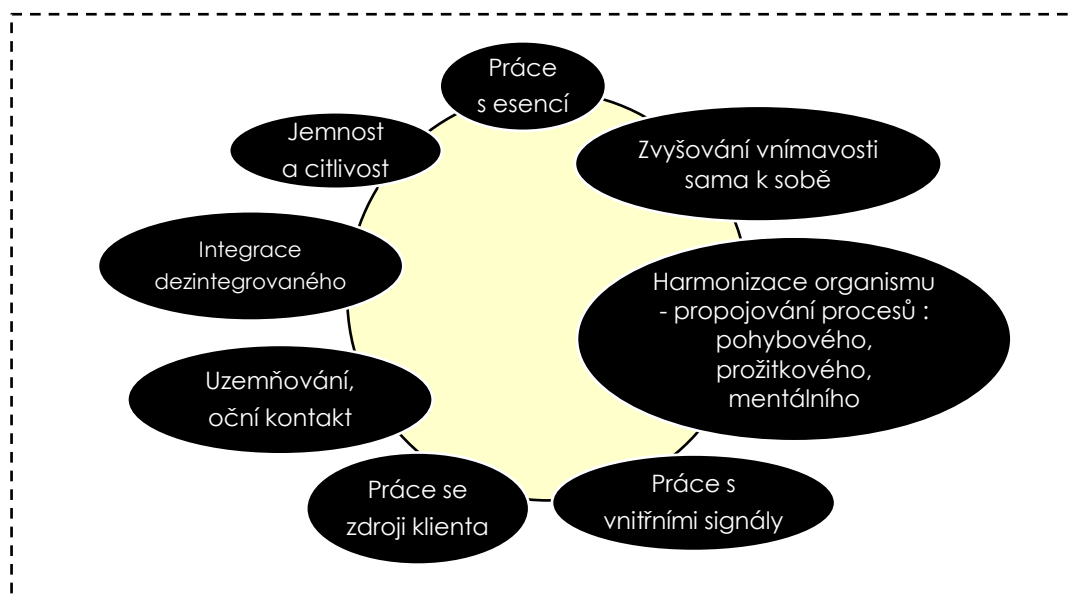 Práce
s esencí
Zvyšování vnímavosti
sama k sobě
Harmonizace organismu
- propojování procesů :
pohybového,
prožitkového,
mentálního
Práce s
vnitřními signály
Práce se
zdroji klienta
Uzemňování,
oční kontakt
Integrace
dezintegrovaného
Jemnost
a citlivost